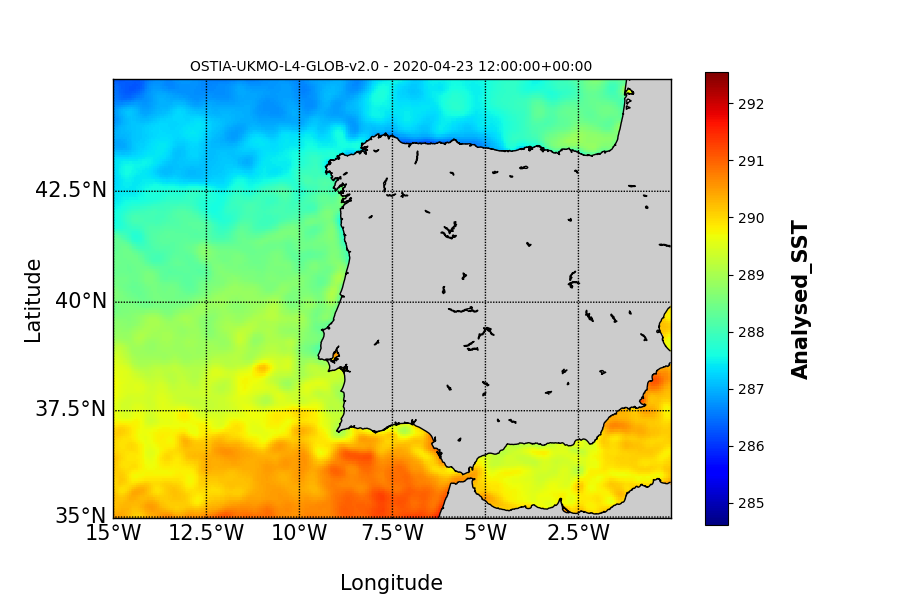 OSTIA-UKMO-L4-GLOB-v2.0 - 2020-04-23 12:00:00+00:00
42.5°N
40°N
37.5°N
35°N
15°W 12.5°W 10°W 7.5°W 5°W 2.5°W
Latitude
Longitude
292
291
290
289
288
287
286
285
Analysed_SST